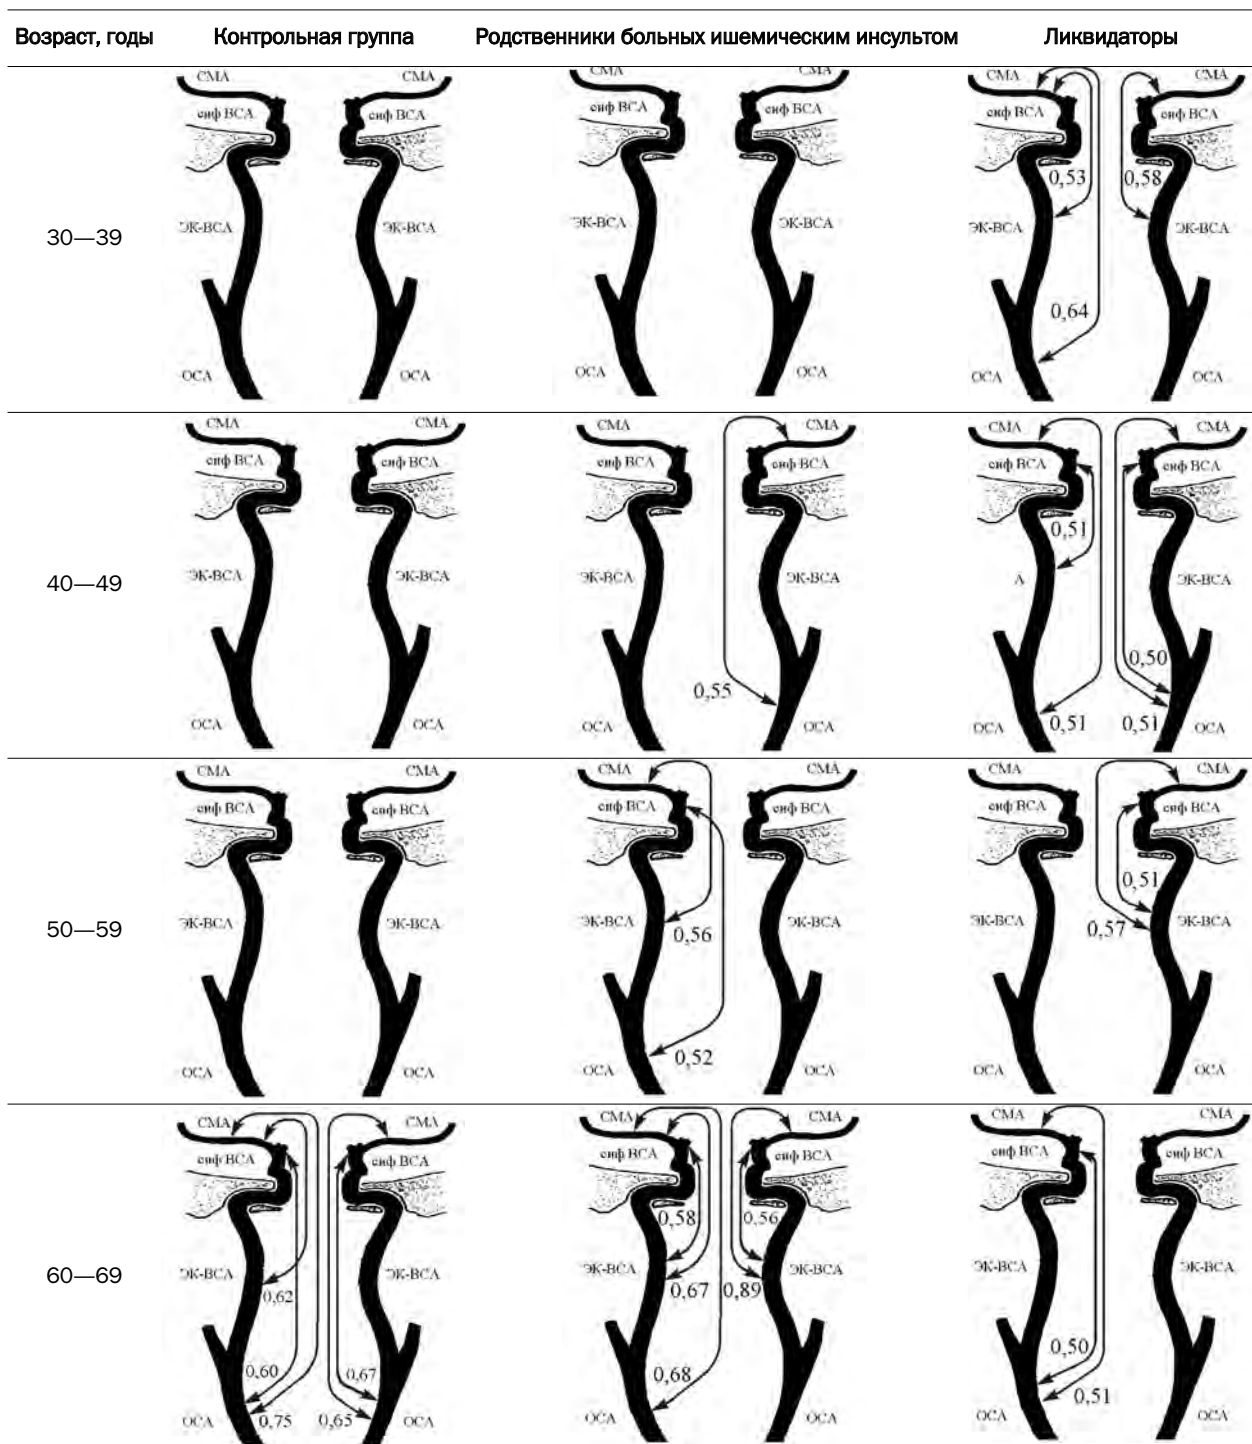 Возраст, годы Контрольная группа Родственники больных ишемическим инсультом Ликвидаторы
СМА СМА СМА СМА СМА СМА
сиф ВСА сиф ВСА сиф ВСА сиф ВСА сиф ВСА сиф ВСА
0,53 0,58
30—39 ЭК-ВСА ЭК-ВСА ЭК-ВСА ЭК-ВСА ЭК-ВСА ЭК-ВСА
0,64
ОСА ОСА ОСА ОСА ОСА ОСА
СМА СМА СМА СМА СМА СМА
сиф ВСА сиф ВСА сиф ВСА сиф ВСА сиф ВСА сиф ВСА
0,51
40—49 ЭК-ВСА ЭК-ВСА ЭК-ВСА ЭК-ВСА А ЭК-ВСА
0,50
0,55
ОСА ОСА ОСА ОСА ОСА 0,51 0,51 ОСА
СМА СМА СМА СМА СМА СМА
сиф ВСА сиф ВСА сиф ВСА сиф ВСА сиф ВСА сиф ВСА
0,51
50—59 ЭК-ВСА ЭК-ВСА ЭК-ВСА 0,56 ЭК-ВСА ЭК-ВСА 0,57 ЭК-ВСА
0,52
ОСА ОСА ОСА ОСА ОСА ОСА
СМА СМА СМА СМА СМА СМА
сиф ВСА сиф ВСА сиф ВСА сиф ВСА сиф ВСА сиф ВСА
0,58 0,56
60—69 ЭК-ВСА ЭК-ВСА ЭК-ВСА ЭК-ВСА ЭК-ВСА ЭК-ВСА
0,62 0,67 0,89
0,50
0,60 0,67 0,68
0,51
ОСА 0,75 0,65 ОСА ОСА ОСА ОСА ОСА